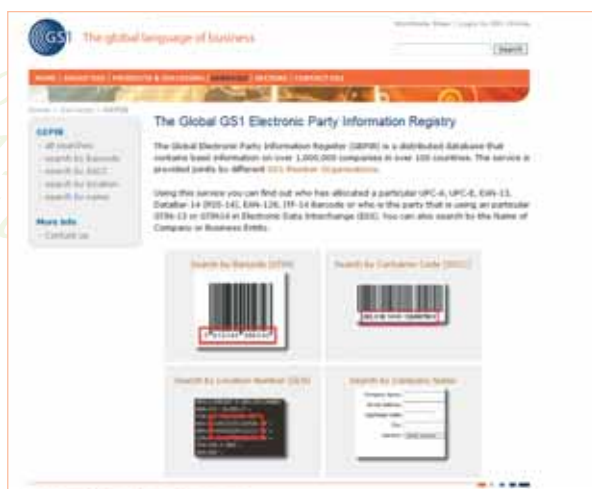 GS1 The global language of business
Search
HOME | ABOUT GS1 | PRODUCTS & SOLUTIONS | SERVICES | SECTORS | CONTACT GS1
Home > Services > GEPIR
GEPIR
- all searches
- search by Barcode
- search by SSCC
- search by location
- search by name
More Info
- Contact us
The Global GS1 Electronic Party Information Registry
The Global Electronic Party Information Register (GEPIR) is a distributed database that
contains basic information on over 1,000,000 companies in over 100 countries. The service is
provided jointly by different GS1 Member Organisations.
Using this service you can find out who has allocated a particular UPC-A, UPC-E, EAN-13,
DataBar-14 (RSS-14), EAN-128, ITF-14 Barcode or who is the party that is using an particular
GTIN-13 or GTIN14 in Electronic Data Interchange (EDI). You can also search by the Name of
Company or Business Entity.
Search by Barcode (GTIN)
Search by Container Code (SSCC)
Search by Location Number (GLN)
Search by Company Name